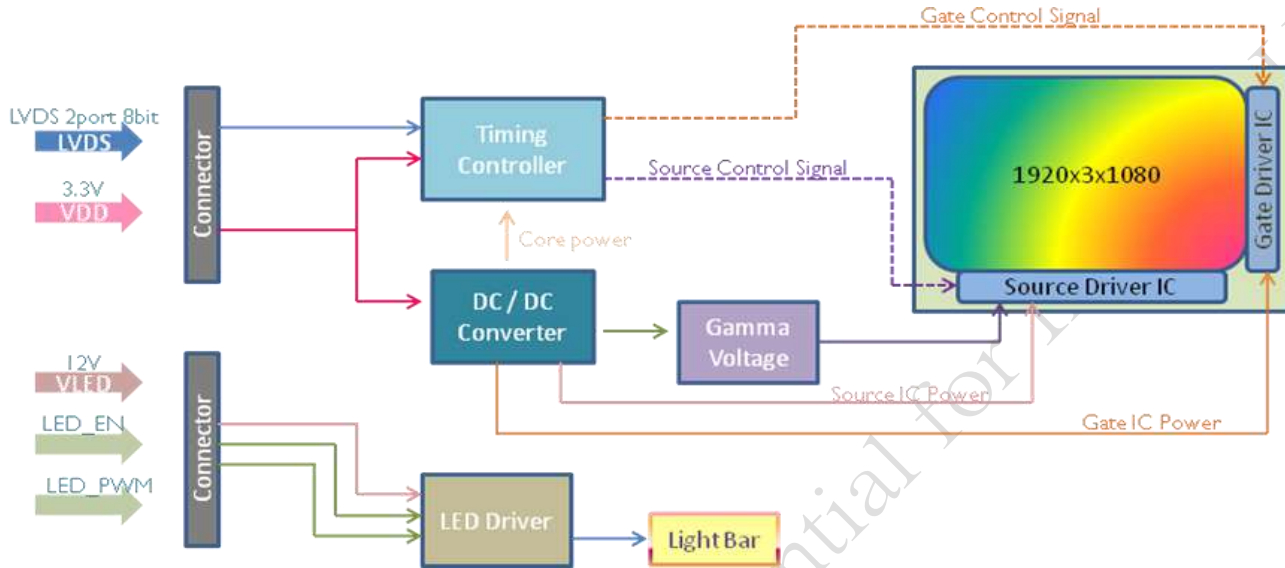 Gate Control Signal
LVDS 2port 8bit
LVDS
3.3V
VDD
Connector
Timing
Controller
Source Control Signal
1920x3x1080
Gate Driver IC
Source Driver IC
Core power
DC / DC
Converter
Gamma
Voltage
Source IC Power
Gate IC Power
12V
VLED
LED_EN
LED_PWM
Connector
LED Driver
Light Bar